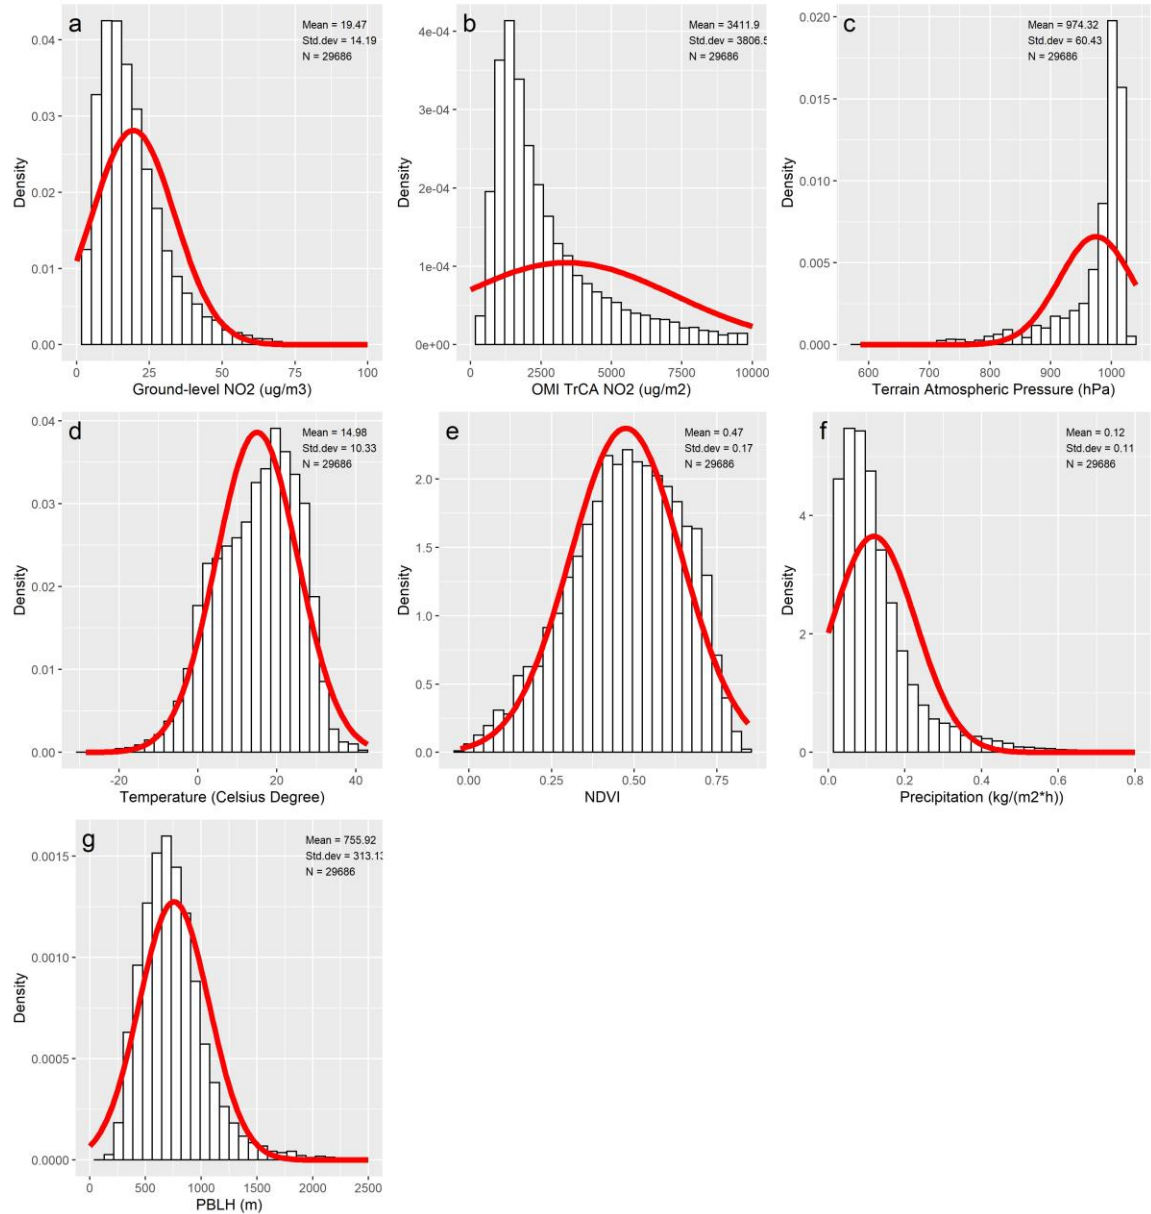 a
Mean = 19.47
Std.dev = 14.19
N = 29686
0.04
0.03
0.02
0.01
0.00
Density
0
25
50
75
100
Ground-level NO2 (ug/m3)
b
Mean = 3411.9
Std.dev = 3806.5
N = 29686
4e-04
3e-04
2e-04
1e-04
0e+00
Density
0
2500
5000
7500
10000
OMI TrCA NO2 (ug/m2)
c
Mean = 974.32
Std.dev = 60.43
N = 29686
0.020
0.015
0.010
0.005
0.000
Density
600
700
800
900
1000
Terrain Atmospheric Pressure (hPa)
d
Mean = 14.98
Std.dev = 10.33
N = 29686
0.04
0.03
0.02
0.01
0.00
Density
-20
0
20
40
Temperature (Celsius Degree)
e
Mean = 0.47
Std.dev = 0.17
N = 29686
2.0
1.5
1.0
0.5
0.0
Density
0.00
0.25
0.50
0.75
NDVI
f
Mean = 0.12
Std.dev = 0.11
N = 29686
4
2
0
Density
0.0
0.2
0.4
0.6
0.8
Precipitation (kg/(m2*h))
g
Mean = 755.92
Std.dev = 313.13
N = 29686
0.0015
0.0010
0.0005
0.0000
Density
0
500
1000
1500
2000
2500
PBLH (m)